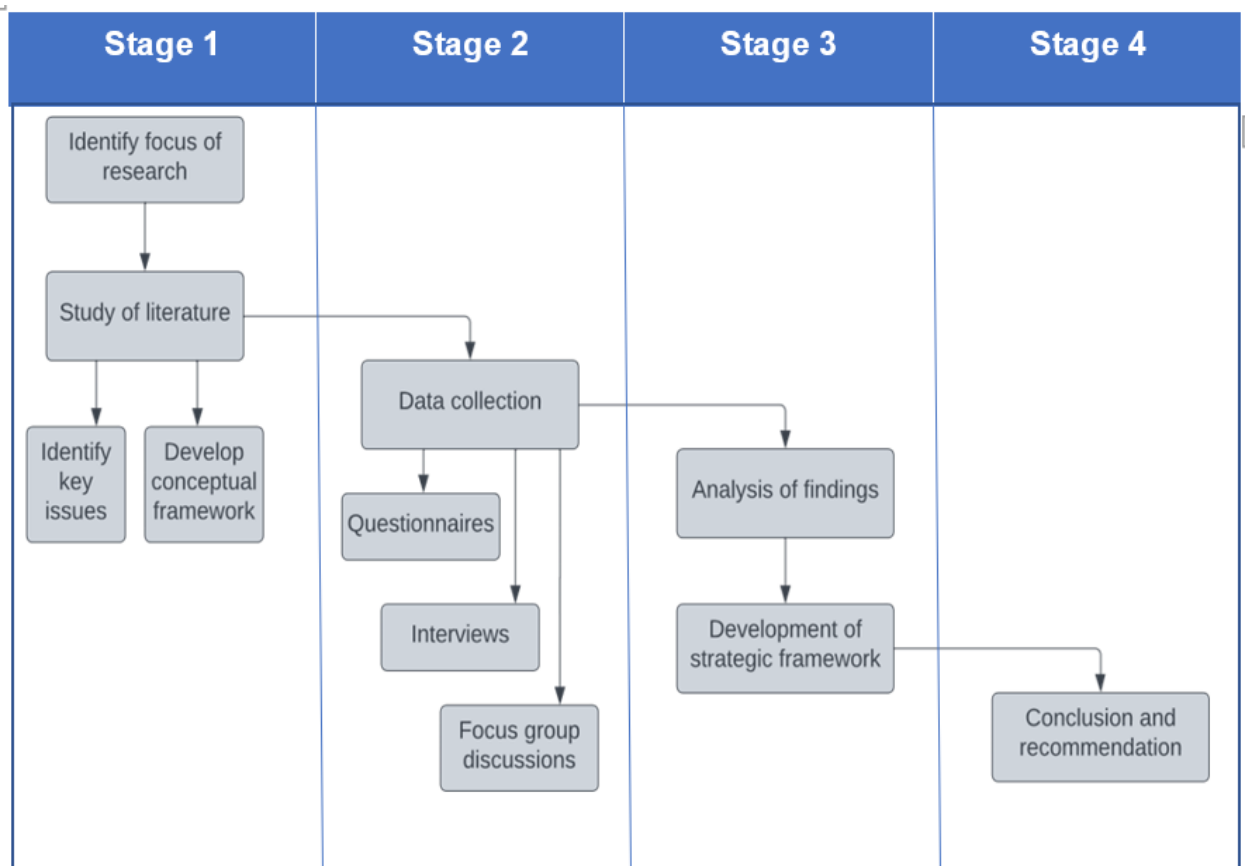 Stage 1
Stage 2
Stage 3
Stage 4
Identify focus of
research
Study of literature
Identify
key
issues
Develop
conceptual
framework
Data collection
Questionnaires
Interviews
Focus group
discussions
Analysis of findings
Development of
strategic framework
Conclusion and
recommendation